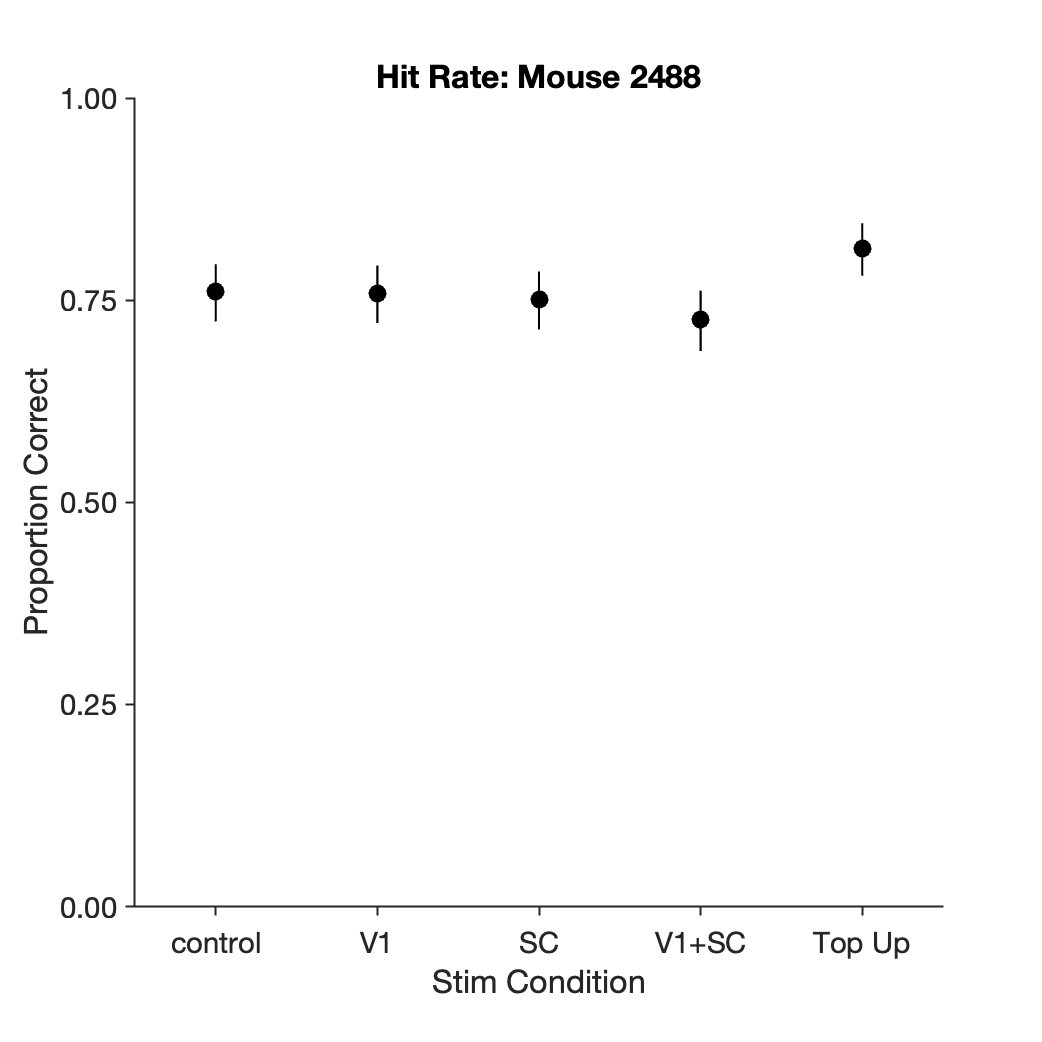 Hit Rate: Mouse 2488
1.00
0.75
0.50
0.25
0.00
Proportion Correct
control
V1
SC
V1+SC
Top Up
Stim Condition